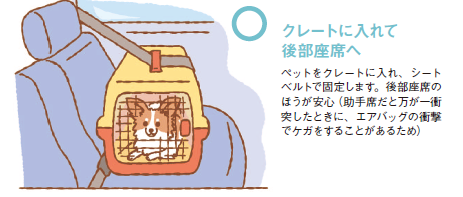 クレートに入れて
後部座席へ
ペットをクレートに入れ、シート
ベルトで固定します。後部座席の
ほうが安心（助手席だと万が一衝
突したときに、エアバッグの衝撃
でケガをすることがあるため）